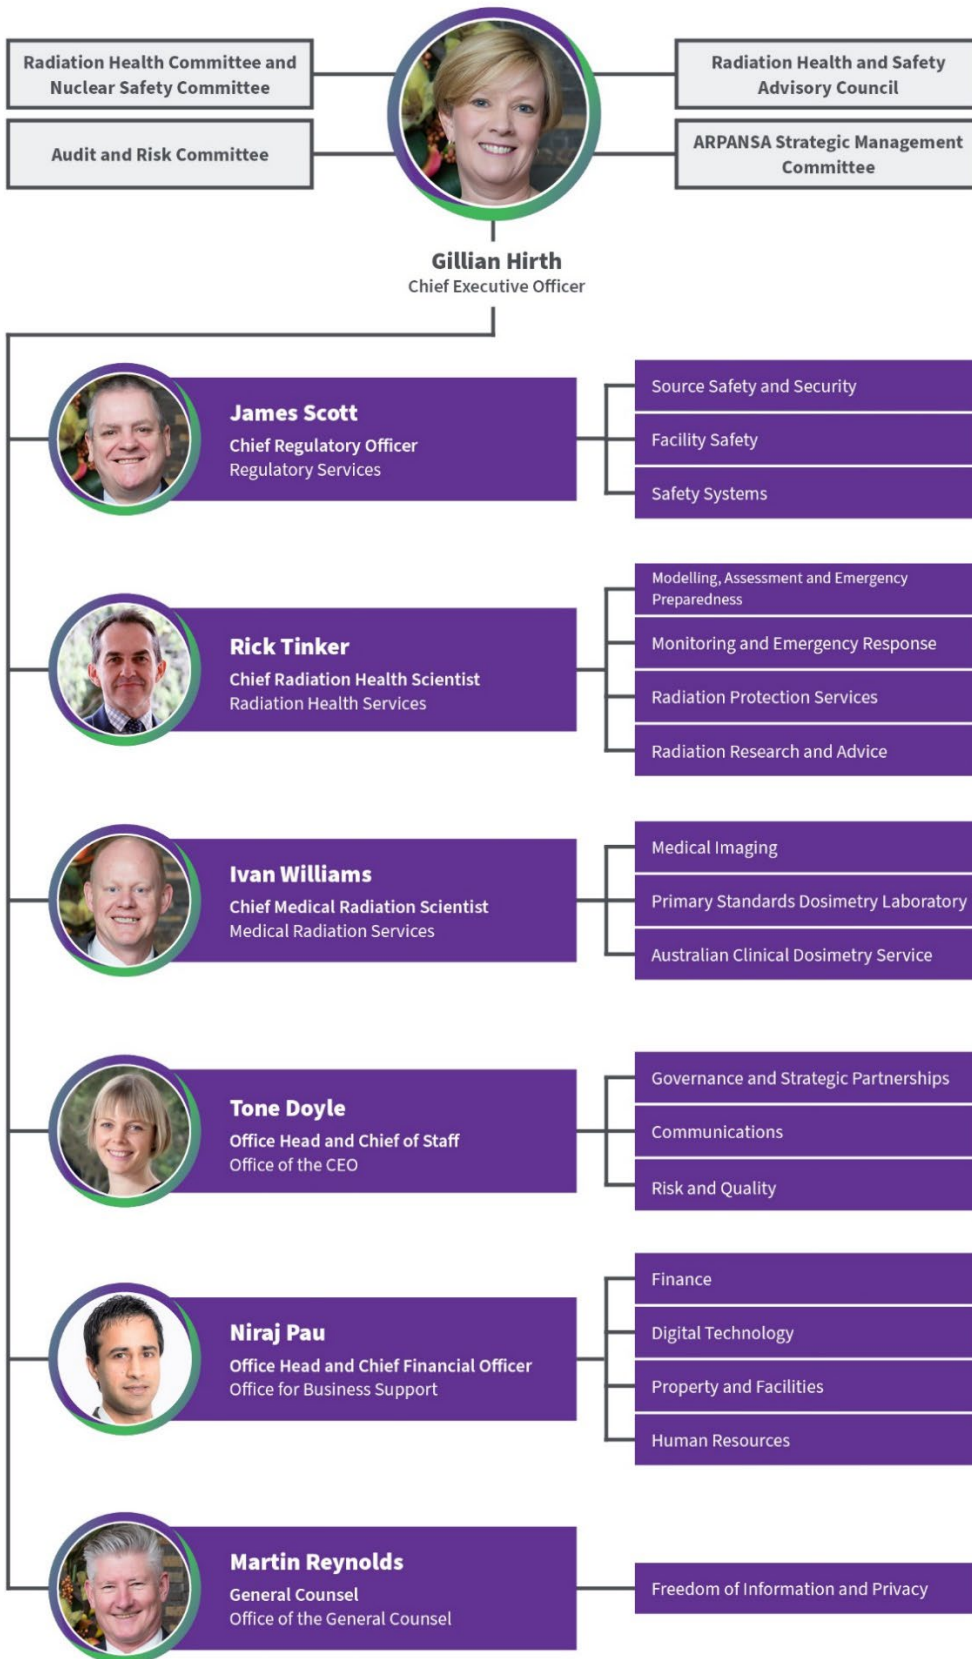 Radiation Health Committee and
Nuclear Safety Committee
Radiation Health and Safety
Advisory Council
Audit and Risk Committee
ARPANSA Strategic Management
Committee
Gillian Hirth
Chief Executive Officer
James Scott
Chief Regulatory Officer
Regulatory Services
Source Safety and Security
Facility Safety
Safety Systems
Rick Tinker
Chief Radiation Health Scientist
Radiation Health Services
Modelling, Assessment and Emergency
Preparedness
Monitoring and Emergency Response
Radiation Protection Services
Radiation Research and Advice
Ivan Williams
Chief Medical Radiation Scientist
Medical Radiation Services
Medical Imaging
Primary Standards Dosimetry Laboratory
Australian Clinical Dosimetry Service
Tone Doyle
Office Head and Chief of Staff
Office of the CEO
Governance and Strategic Partnerships
Communications
Risk and Quality
Niraj Pau
Office Head and Chief Financial Officer
Office for Business Support
Finance
Digital Technology
Property and Facilities
Human Resources
Martin Reynolds
General Counsel
Office of the General Counsel
Freedom of Information and Privacy